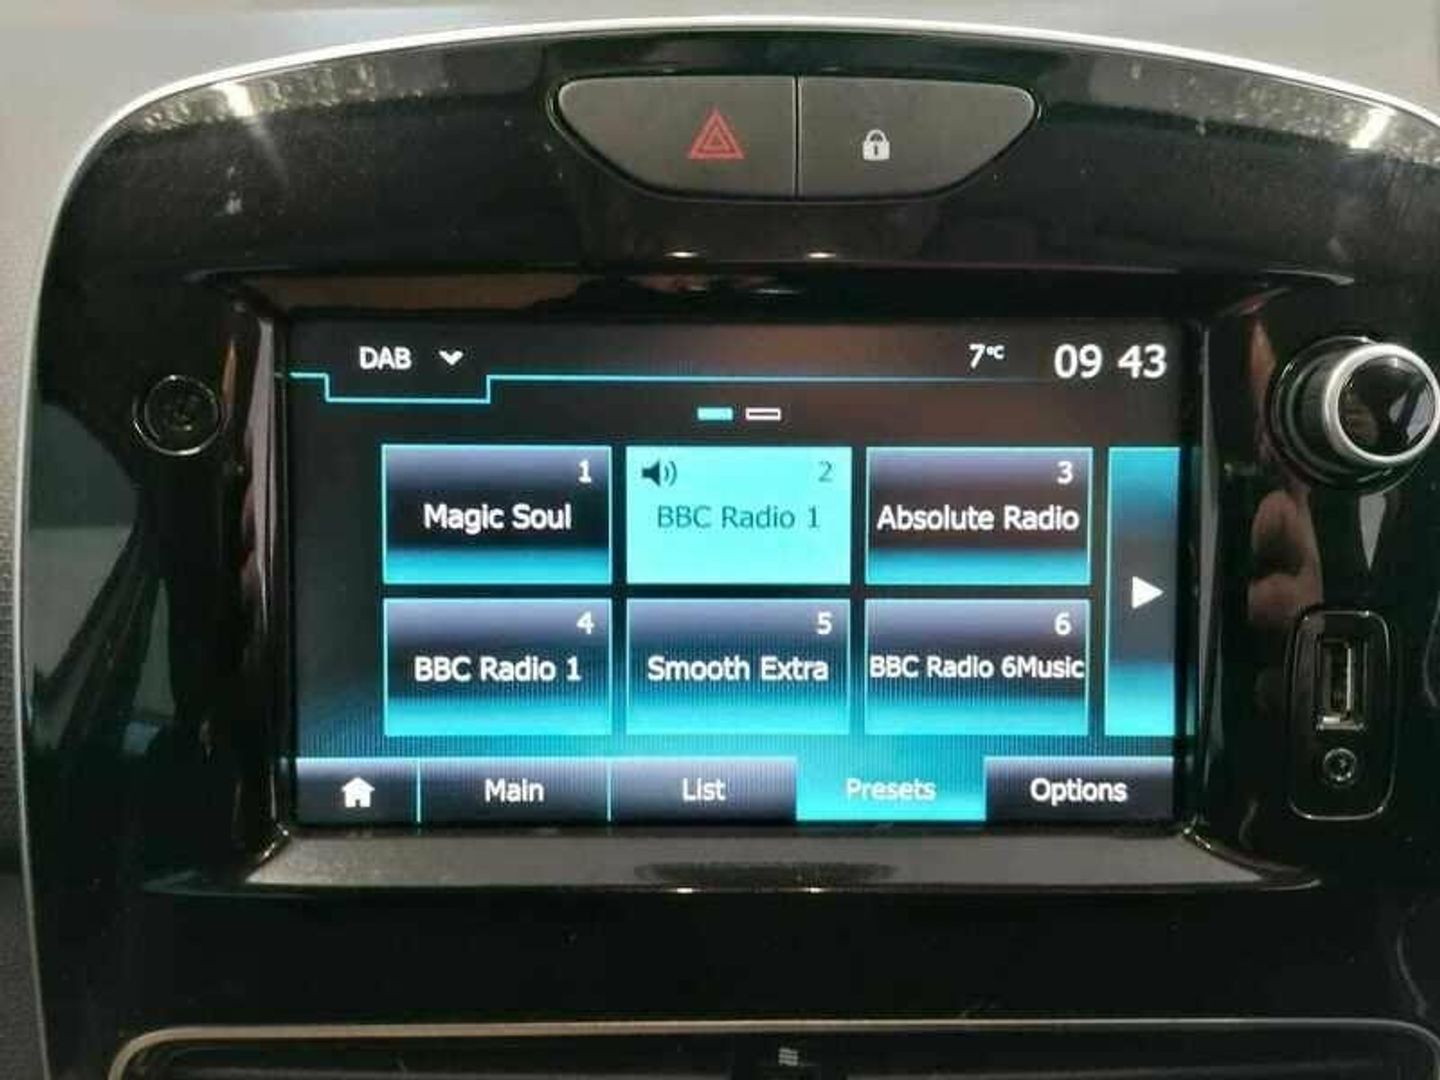 DAB
7°C
09 43
1
Magic Soul
2
BBC Radio 1
3
Absolute Radio
4
BBC Radio 1
5
Smooth Extra
6
BBC Radio 6Music
Main
List
Presets
Options